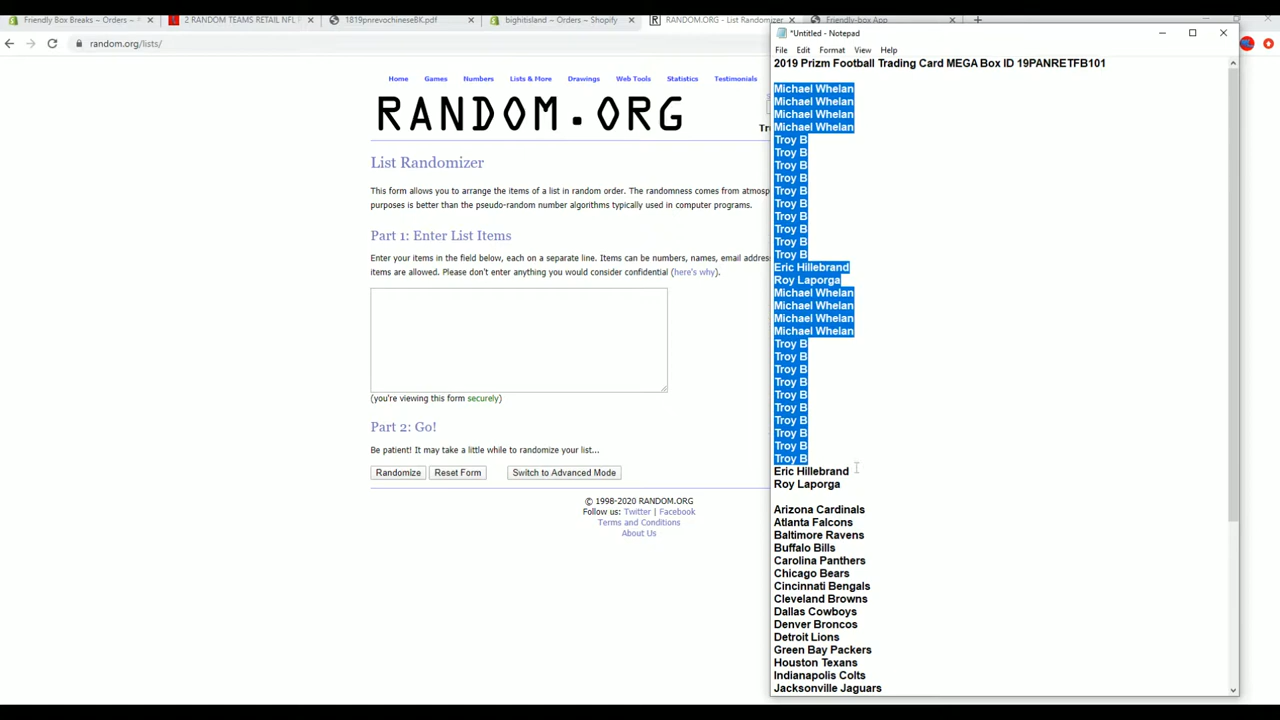 Friendly Box Breaks ~ Orders ~ S
2 RANDOM TEAMS RETAIL NFL F
1819pnrevochineseBK.pdf
bightitisland ~ Orders ~ Shopify
RANDOM.ORG - List Randomizer
Friendly-box App
random.org/lists/
Home Games Numbers Lists & More Drawings Web Tools Statistics Testimonials
RANDOM.ORG
Tr
List Randomizer
This form allows you to arrange the items of a list in random order. The randomness comes from atmosp
purposes is better than the pseudo-random number algorithms typically used in computer programs.
Part 1: Enter List Items
Enter your items in the field below, each on a separate line. Items can be numbers, names, email addre
items are allowed. Please don't enter anything you would consider confidential (here's why).
(you're viewing this form securely)
Part 2: Go!
Be patient! It may take a little while to randomize your list...
Randomize Reset Form Switch to Advanced Mode
© 1998-2020 RANDOM.ORG
Follow us: Twitter | Facebook
Terms and Conditions
About Us
*Untitled - Notepad
File Edit Format View Help
2019 Prizm Football Trading Card MEGA Box ID 19PANRETFB101
Michael Whelan
Michael Whelan
Michael Whelan
Michael Whelan
Troy B
Troy B
Troy B
Troy B
Troy B
Troy B
Troy B
Troy B
Troy B
Troy B
Eric Hillebrand
Roy Laporga
Michael Whelan
Michael Whelan
Michael Whelan
Michael Whelan
Troy B
Troy B
Troy B
Troy B
Troy B
Troy B
Troy B
Troy B
Troy B
Troy B
Eric Hillebrand
Roy Laporga
Arizona Cardinals
Atlanta Falcons
Baltimore Ravens
Buffalo Bills
Carolina Panthers
Chicago Bears
Cincinnati Bengals
Cleveland Browns
Dallas Cowboys
Denver Broncos
Detroit Lions
Green Bay Packers
Houston Texans
Indianapolis Colts
Jacksonville Jaguars